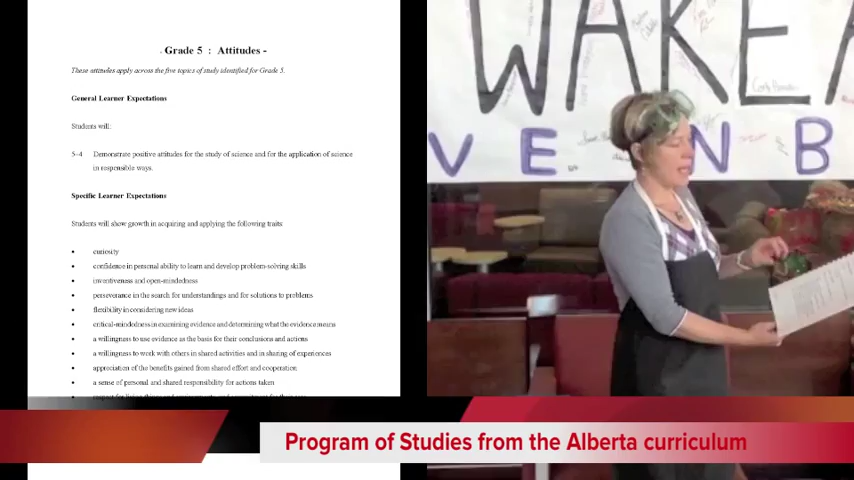 - Grade 5 : Attitudes -
These attitudes apply across the five topics of study identified for Grade 5.
General Learner Expectations
Students will:
5–4 Demonstrate positive attitudes for the study of science and for the application of science
in responsible ways.
Specific Learner Expectations
Students will show growth in acquiring and applying the following traits:
• curiosity
• confidence in personal ability to learn and develop problem-solving skills
• inventiveness and open-mindedness
• perseverance in the search for understandings and for solutions to problems
• flexibility in considering new ideas
• critical-mindedness in examining evidence and determining what the evidence means
• a willingness to use evidence as the basis for their conclusions and actions
• a willingness to work with others in shared activities and in sharing of experiences
• appreciation of the benefits gained from shared effort and cooperation
• a sense of personal and shared responsibility for actions taken
WAKE A
VE NB
Program of Studies from the Alberta curriculum